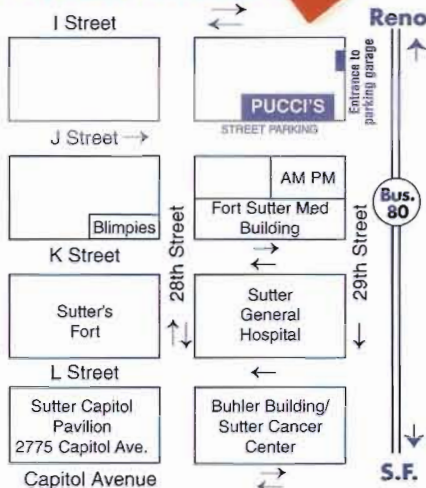 I Street
Reno
Entrance to
parking garage
PUCCI'S
STREET PARKING
J Street
AM PM
Bus.
80
Blimpies
28th Street
Fort Sutter Med
Building
29th Street
K Street
Sutter's
Fort
Sutter
General
Hospital
L Street
Sutter Capitol
Pavilion
2775 Capitol Ave.
Buhler Building/
Sutter Cancer
Center
Capitol Avenue
S.F.